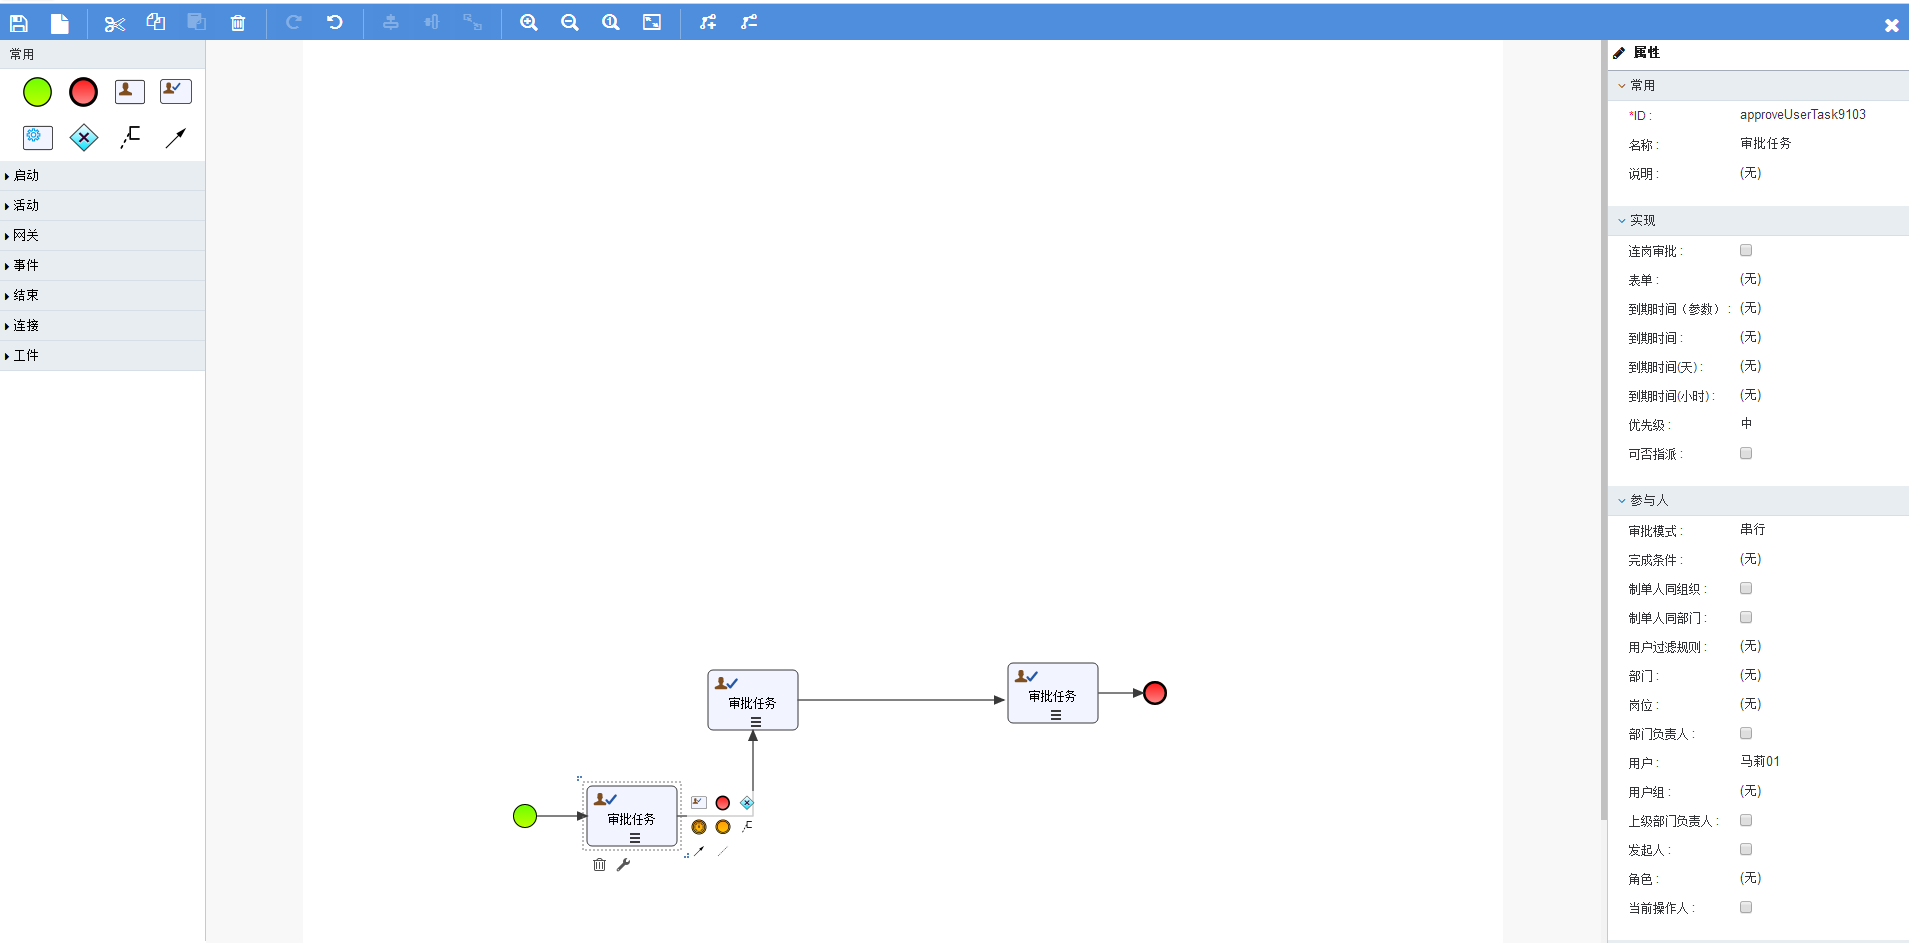 常用
启动
活动
网关
事件
结束
连接
工件
审批任务
审批任务
审批任务
属性
常用
*ID : approveUserTask9103
名称 : 审批任务
说明 : (无)
实现
连岗审批 :
表单 : (无)
到期时间（参数） : (无)
到期时间 : (无)
到期时间(天) : (无)
到期时间(小时) : (无)
优先级 : 中
可否指派 :
参与人
审批模式 : 串行
完成条件 : (无)
制单人同组织 :
制单人同部门 :
用户过滤规则 : (无)
部门 : (无)
岗位 : (无)
部门负责人 :
用户 : 马莉01
用户组 : (无)
上级部门负责人 :
发起人 :
角色 : (无)
当前操作人 :